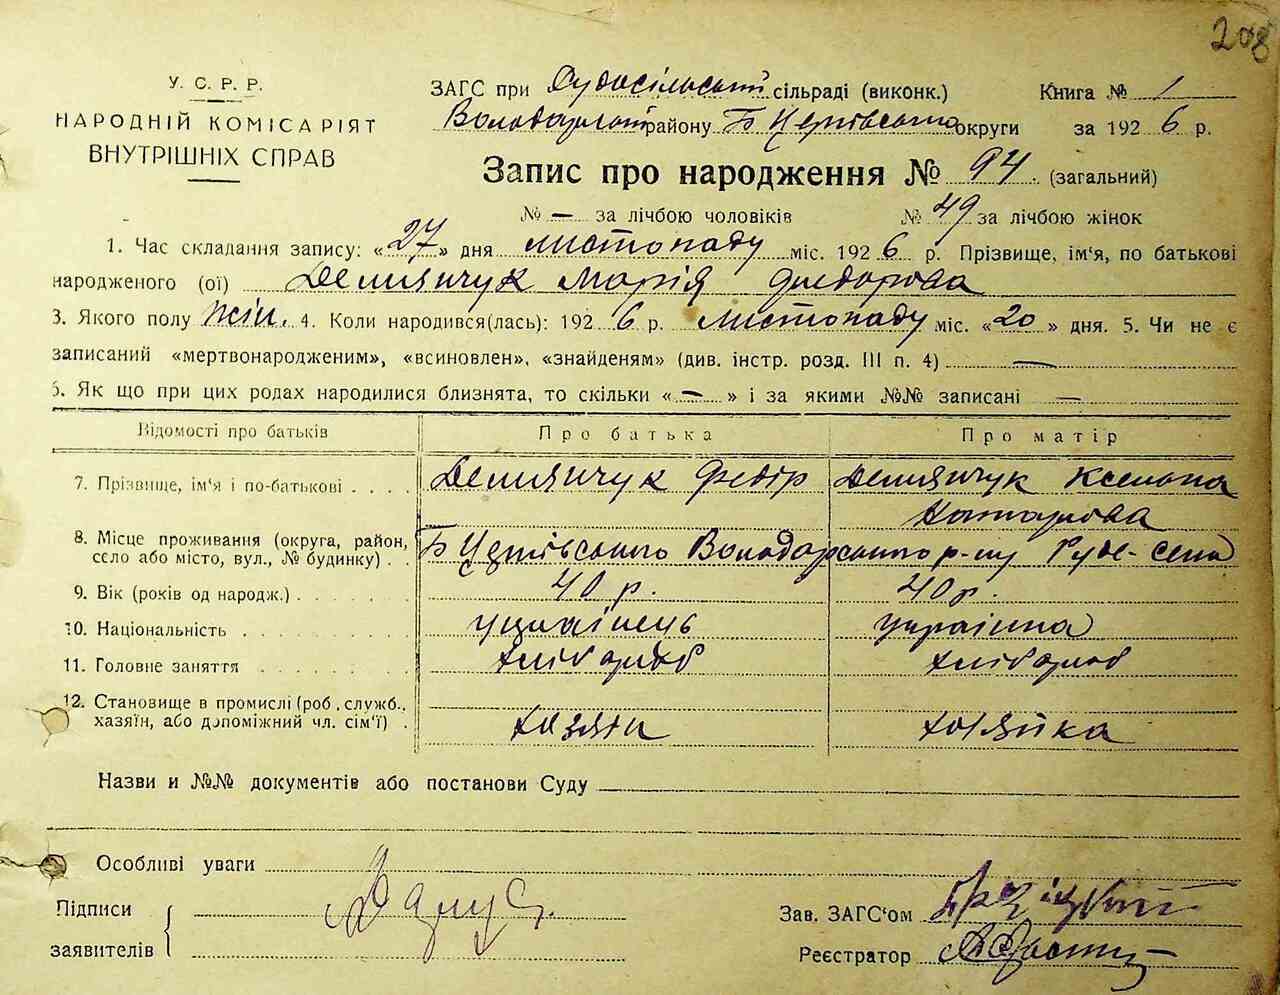 208
У. С. Р. Р.
НАРОДНІЙ КОМІСАРІЯТ
ВНУТРІШНІХ СПРАВ
ЗАГС при Рудосільській сільраді (виконк.) Книга № 1
Володарськ району Б Церківської округи за 1926 р.
Запис про народження № 94 (загальний)
№ — за лічбою чоловіків № 49 за лічбою жінок
1. Час складання запису: «27» дня листопаду міс. 1926 р. Прізвище, ім'я, по батькові
народженого (ої) Демянчук Марія Федорова
3. Якого полу жін. 4. Коли народився(лась): 1926 р. листопаду міс. «20» дня. 5. Чи не є
записаний «мертвонародженим», «всиновлен», «знайденям» (див. інстр. розд. III п. 4) —
6. Як що при цих родах народилися близнята, то скільки «—» і за якими №№ записані —
Відомості про батьків Про батька Про матір
7. Прізвище, ім'я і по-батькові Демянчук Федір Демянчук Ксенія
8. Місце проживання (округа, район, село або місто, вул., № будинку) Б Церківського Володарського р-ну Руде-село
9. Вік (років од народж.) 40 р. 40 р.
10. Національність українець українка
11. Головне заняття хлібороб хлібороб
12. Становище в промислі (роб., служб.,
хазяїн, або допоміжний чл. сім'ї) хазяїн хазяйка
Назви и №№ документів або постанови Суду
Особливі уваги
Підписи
заявителів
Зав. ЗАГС'ом
Реєстратор